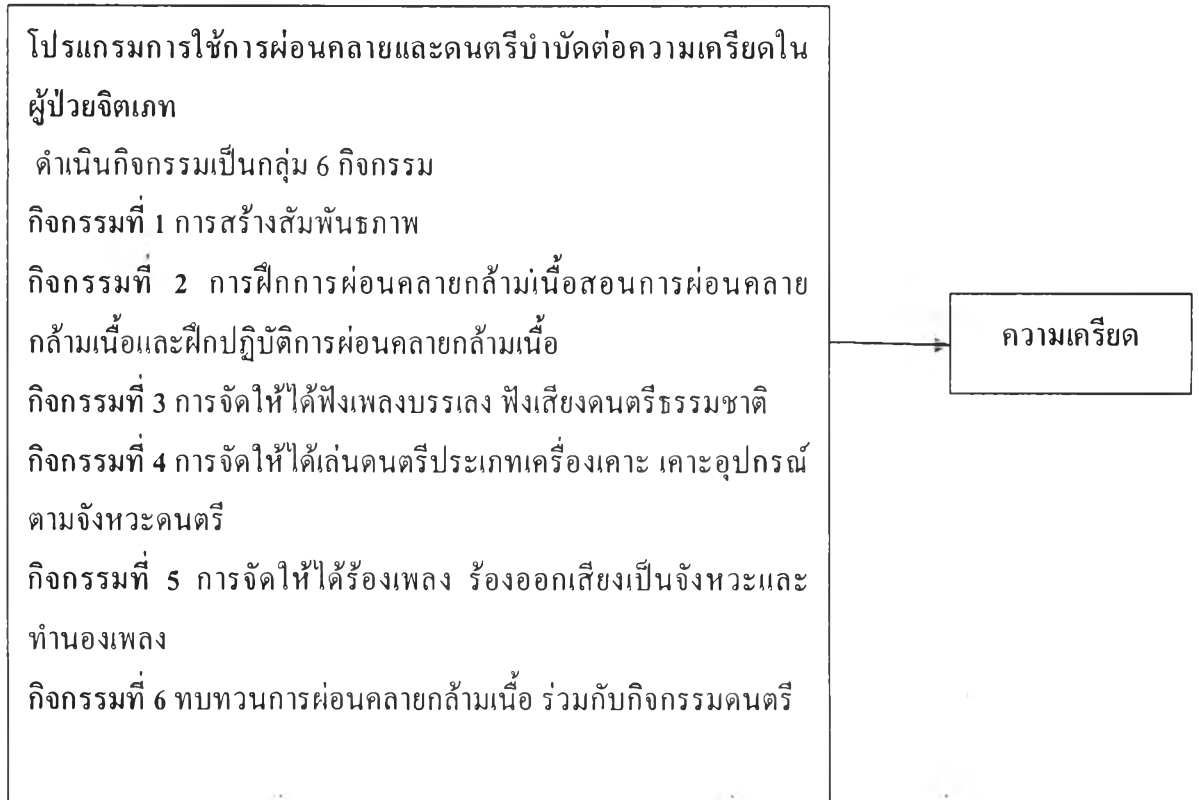 โปรแกรมการใช้การผ่อนคลายและดนตรีบำบัดต่อความเครียดใน
ผู้ป่วยจิตเภท
ดำเนินกิจกรรมเป็นกลุ่ม 6 กิจกรรม
กิจกรรมที่ 1 การสร้างสัมพันธภาพ
กิจกรรมที่ 2 การฝึกการผ่อนคลายกล้ามเนื้อสอนการผ่อนคลาย
กล้ามเนื้อและฝึกปฏิบัติการผ่อนคลายกล้ามเนื้อ
กิจกรรมที่ 3 การจัดให้ได้ฟังเพลงบรรเลง ฟังเสียงดนตรีธรรมชาติ
กิจกรรมที่ 4 การจัดให้ได้เล่นดนตรีประเภทเครื่องเคาะ เคาะอุปกรณ์
ตามจังหวะดนตรี
กิจกรรมที่ 5 การจัดให้ได้ร้องเพลง ร้องออกเสียงเป็นจังหวะและ
ทำนองเพลง
กิจกรรมที่ 6 ทบทวนการผ่อนคลายกล้ามเนื้อ ร่วมกับกิจกรรมดนตรี
ความเครียด